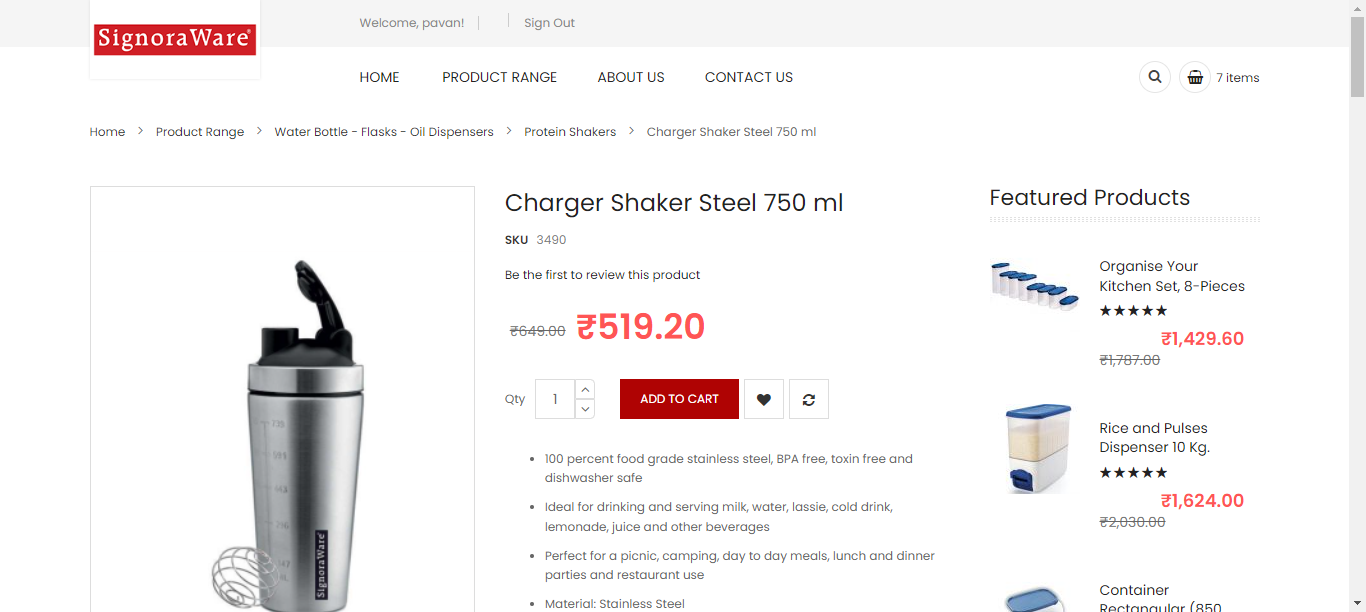 SignoraWare
Welcome, pavan!
Sign Out
HOME
PRODUCT RANGE
ABOUT US
CONTACT US
7 items
Home > Product Range > Water Bottle - Flasks - Oil Dispensers > Protein Shakers > Charger Shaker Steel 750 ml
Charger Shaker Steel 750 ml
SKU 3490
Be the first to review this product
₹649.00 ₹519.20
Qty 1 ADD TO CART
• 100 percent food grade stainless steel, BPA free, toxin free and
dishwasher safe
• Ideal for drinking and serving milk, water, lassie, cold drink,
lemonade, juice and other beverages
• Perfect for a picnic, camping, day to day meals, lunch and dinner
parties and restaurant use
• Material: Stainless Steel
SignoraWare
Featured Products
Organise Your
Kitchen Set, 8-Pieces
★★★★★
₹1,429.60
₹1,787.00
Rice and Pulses
Dispenser 10 Kg.
★★★★★
₹1,624.00
₹2,030.00
Container
Rectangular (850